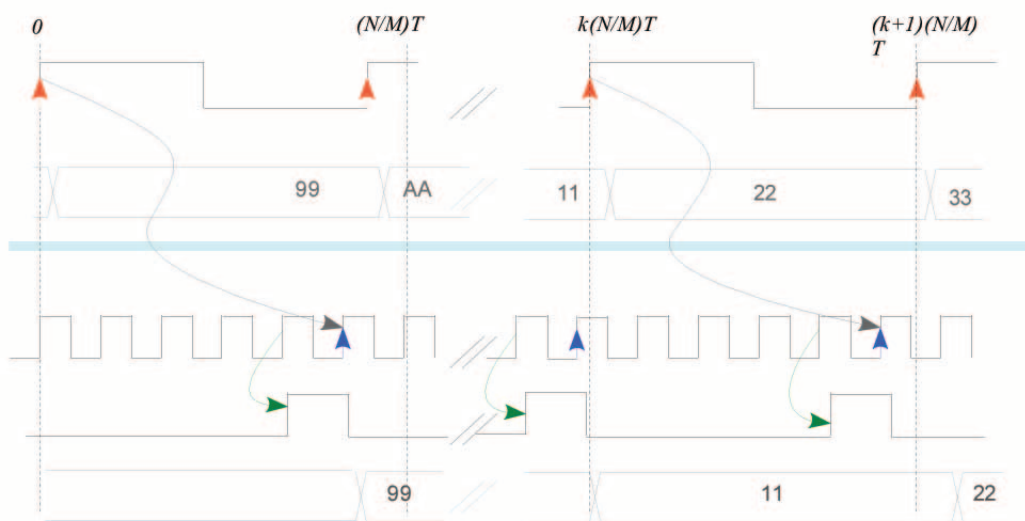 0 (N/M)T k(N/M)T (k+1)(N/M)
T
99 AA 11 22 33
99 11 22